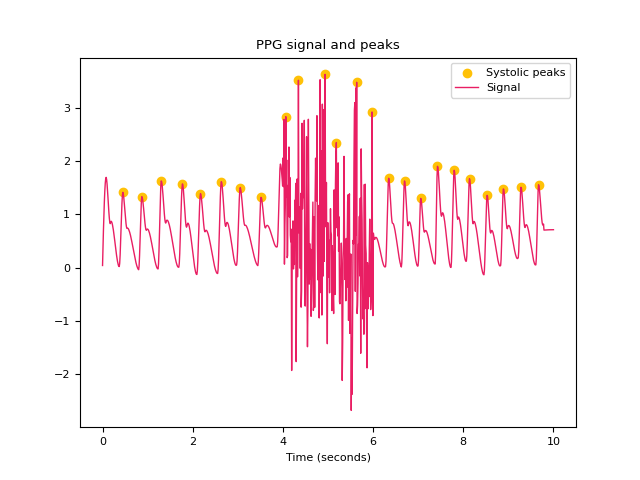 PPG signal and peaks
Systolic peaks
Signal
3
2
1
0
−1
−2
0 2 4 6 8 10
Time (seconds)